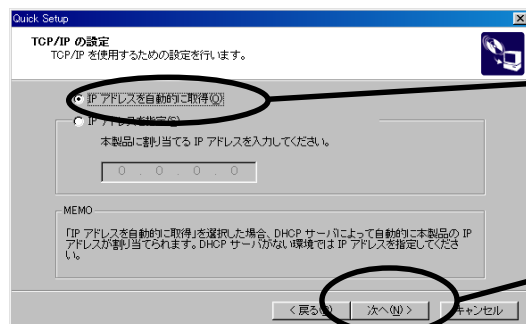 Quick Setup
TCP/IP の設定
TCP/IP を使用するための設定を行います。
IP アドレスを自動的に取得(O)
IP アドレスを指定(S)
本製品に割り当てる IP アドレスを入力してください。
0 . 0 . 0 . 0
MEMO
「IP アドレスを自動的に取得」を選択した場合、DHCP サーバによって自動的に本製品の IP
アドレスが割り当てられます。DHCP サーバがない環境では IP アドレスを指定してくださ
い。
< 戻る 次へ(N) > キャンセル